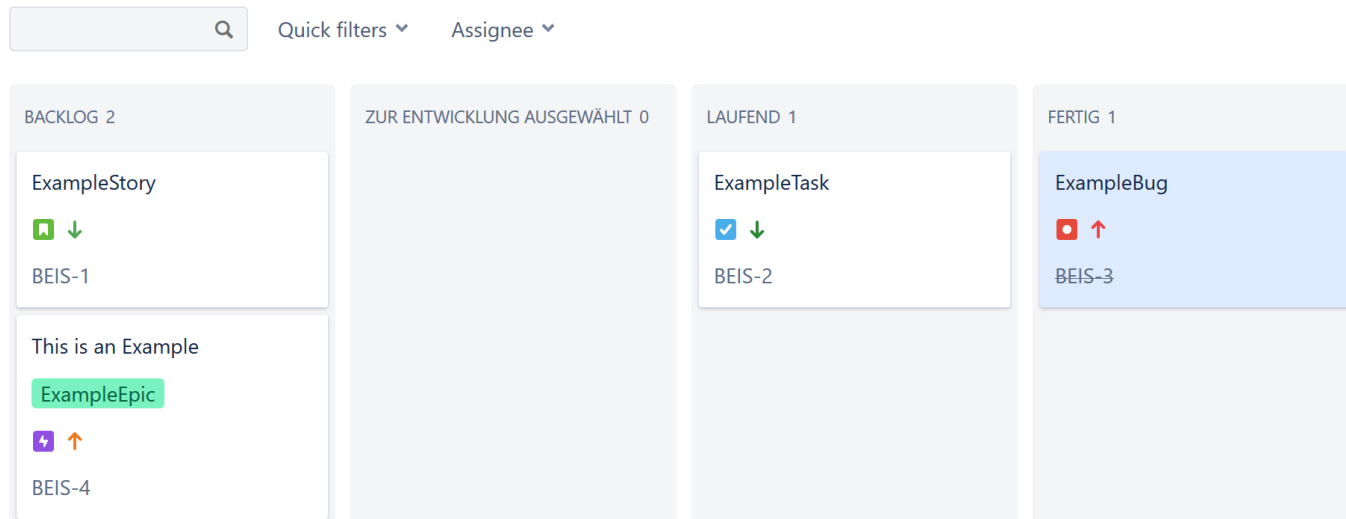 Quick filters
Assignee
BACKLOG 2
ExampleStory
BEIS-1
This is an Example
ExampleEpic
BEIS-4
ZUR ENTWICKLUNG AUSGEWÄHLT 0
LAUFEND 1
ExampleTask
BEIS-2
FERTIG 1
ExampleBug
BEIS-3